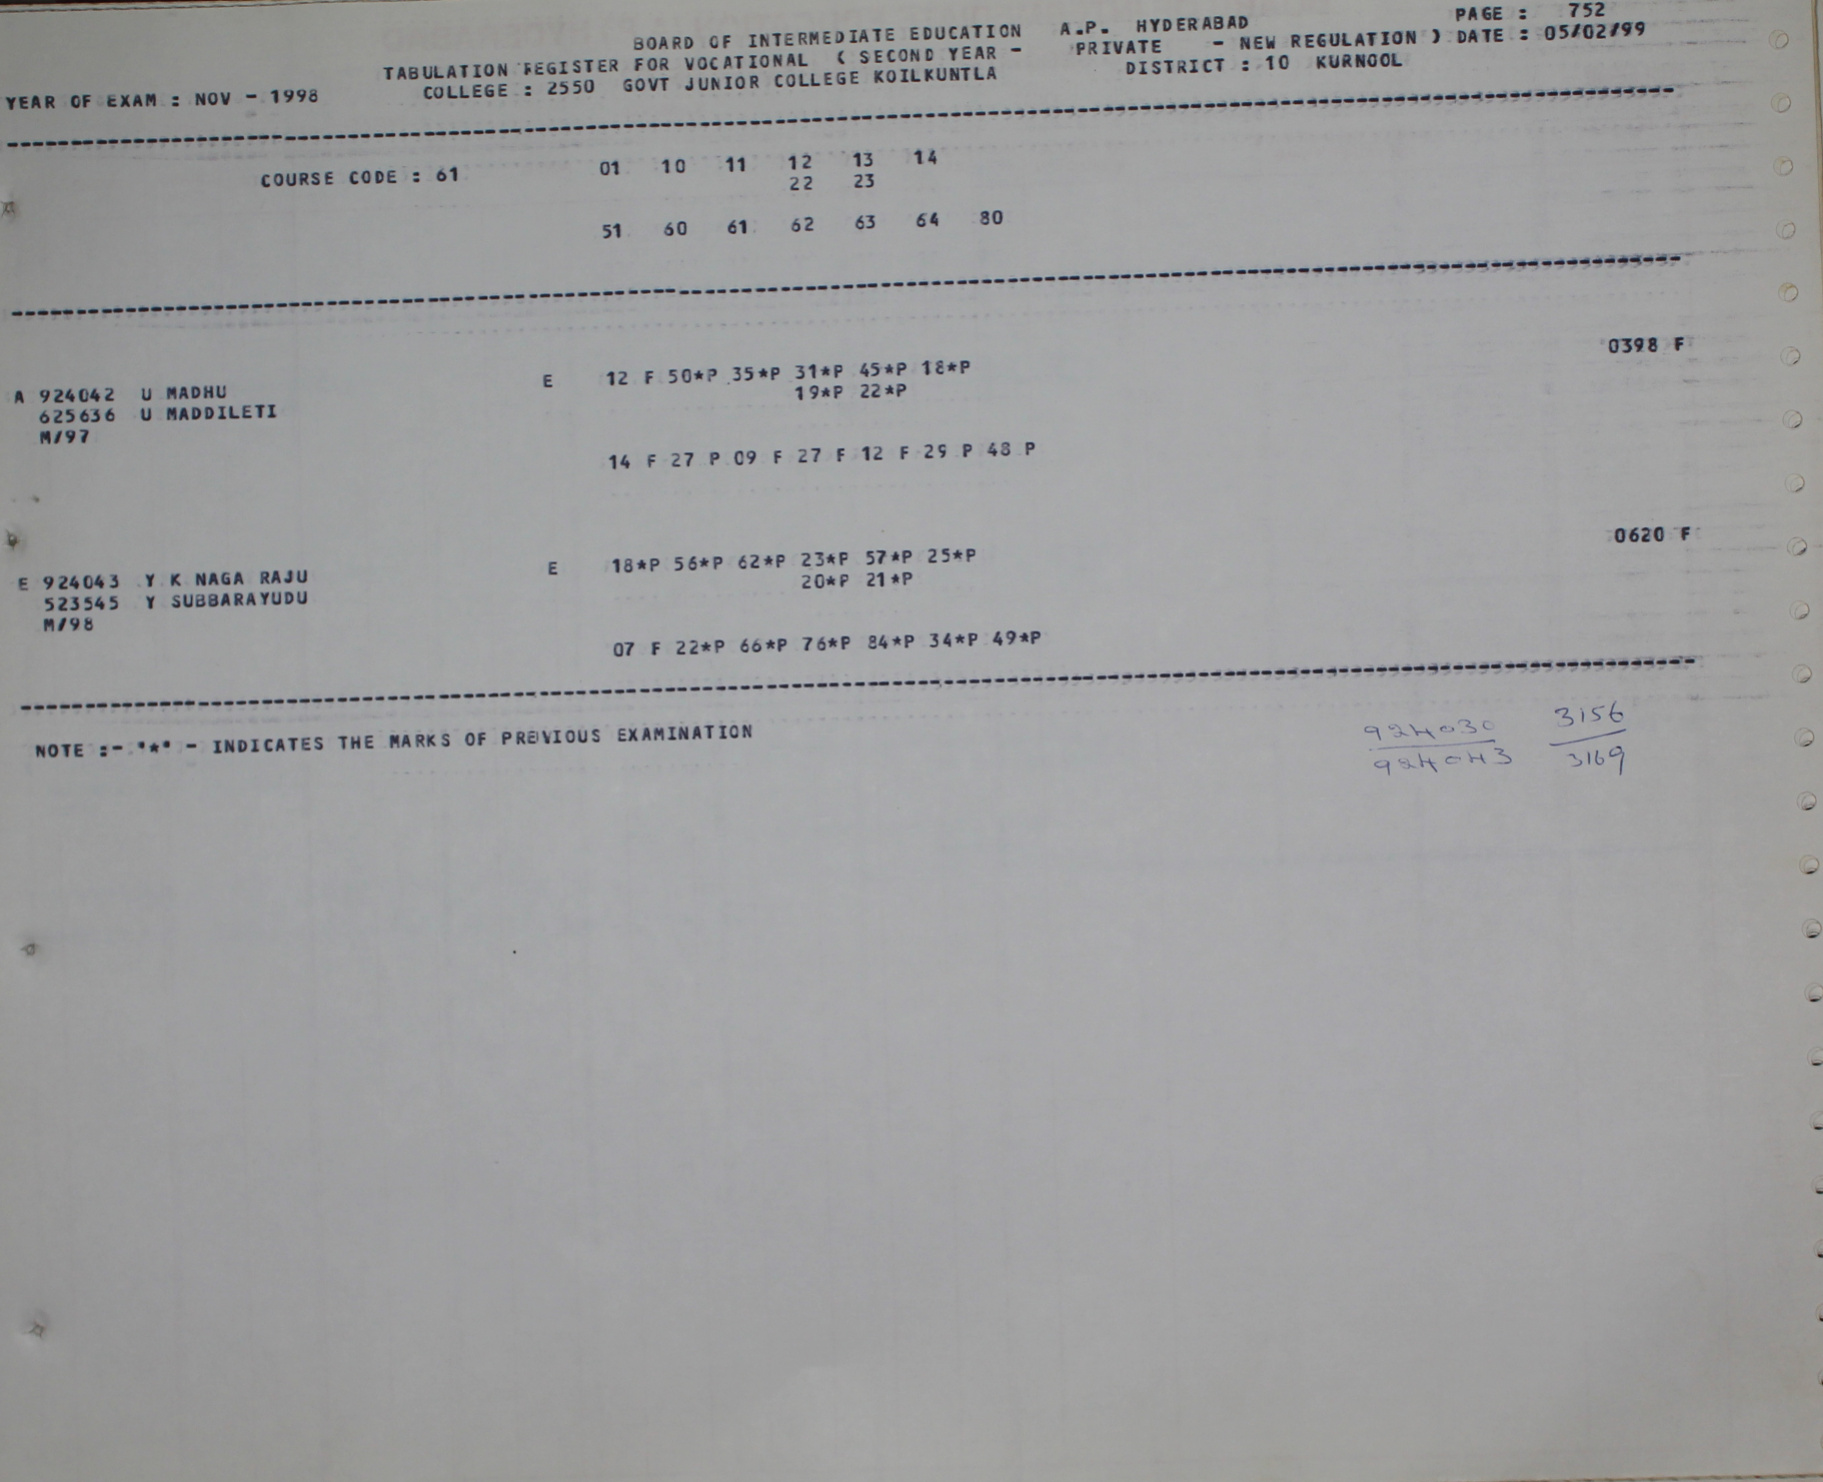 BOARD OF INTERMEDIATE EDUCATION A.P. HYDERABAD PAGE : 752
TABULATION REGISTER FOR VOCATIONAL ( SECOND YEAR - PRIVATE - NEW REGULATION ) DATE : 05/02/99
YEAR OF EXAM : NOV - 1998 COLLEGE : 2550 GOVT JUNIOR COLLEGE KOILKUNTLA DISTRICT : 10 KURNOOL
COURSE CODE : 61 01 10 11 12 13 14
22 23
51 60 61 62 63 64 80
A 924042 U MADHU E 12 F 50*P 35*P 31*P 45*P 18*P 0398 F
625636 U MADDILETI 19*P 22*P
M/97
14 F 27 P 09 F 27 F 12 F 29 P 48 P
E 924043 Y K NAGA RAJU E 18*P 56*P 62*P 23*P 57*P 25*P 0620 F
523545 Y SUBBARAYUDU 20*P 21*P
M/98
07 F 22*P 66*P 76*P 84*P 34*P 49*P
NOTE :- '*' - INDICATES THE MARKS OF PREVIOUS EXAMINATION
924030 3156
924043 3169